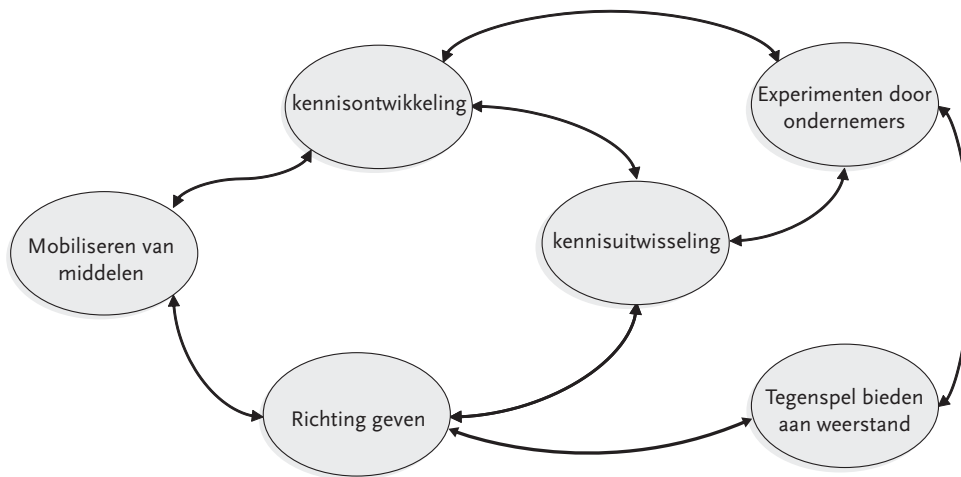 kennisontwikkeling
Experimenten door
ondernemers
Mobiliseren van
middelen
kennisuitwisseling
Richting geven
Tegenspel bieden
aan weerstand